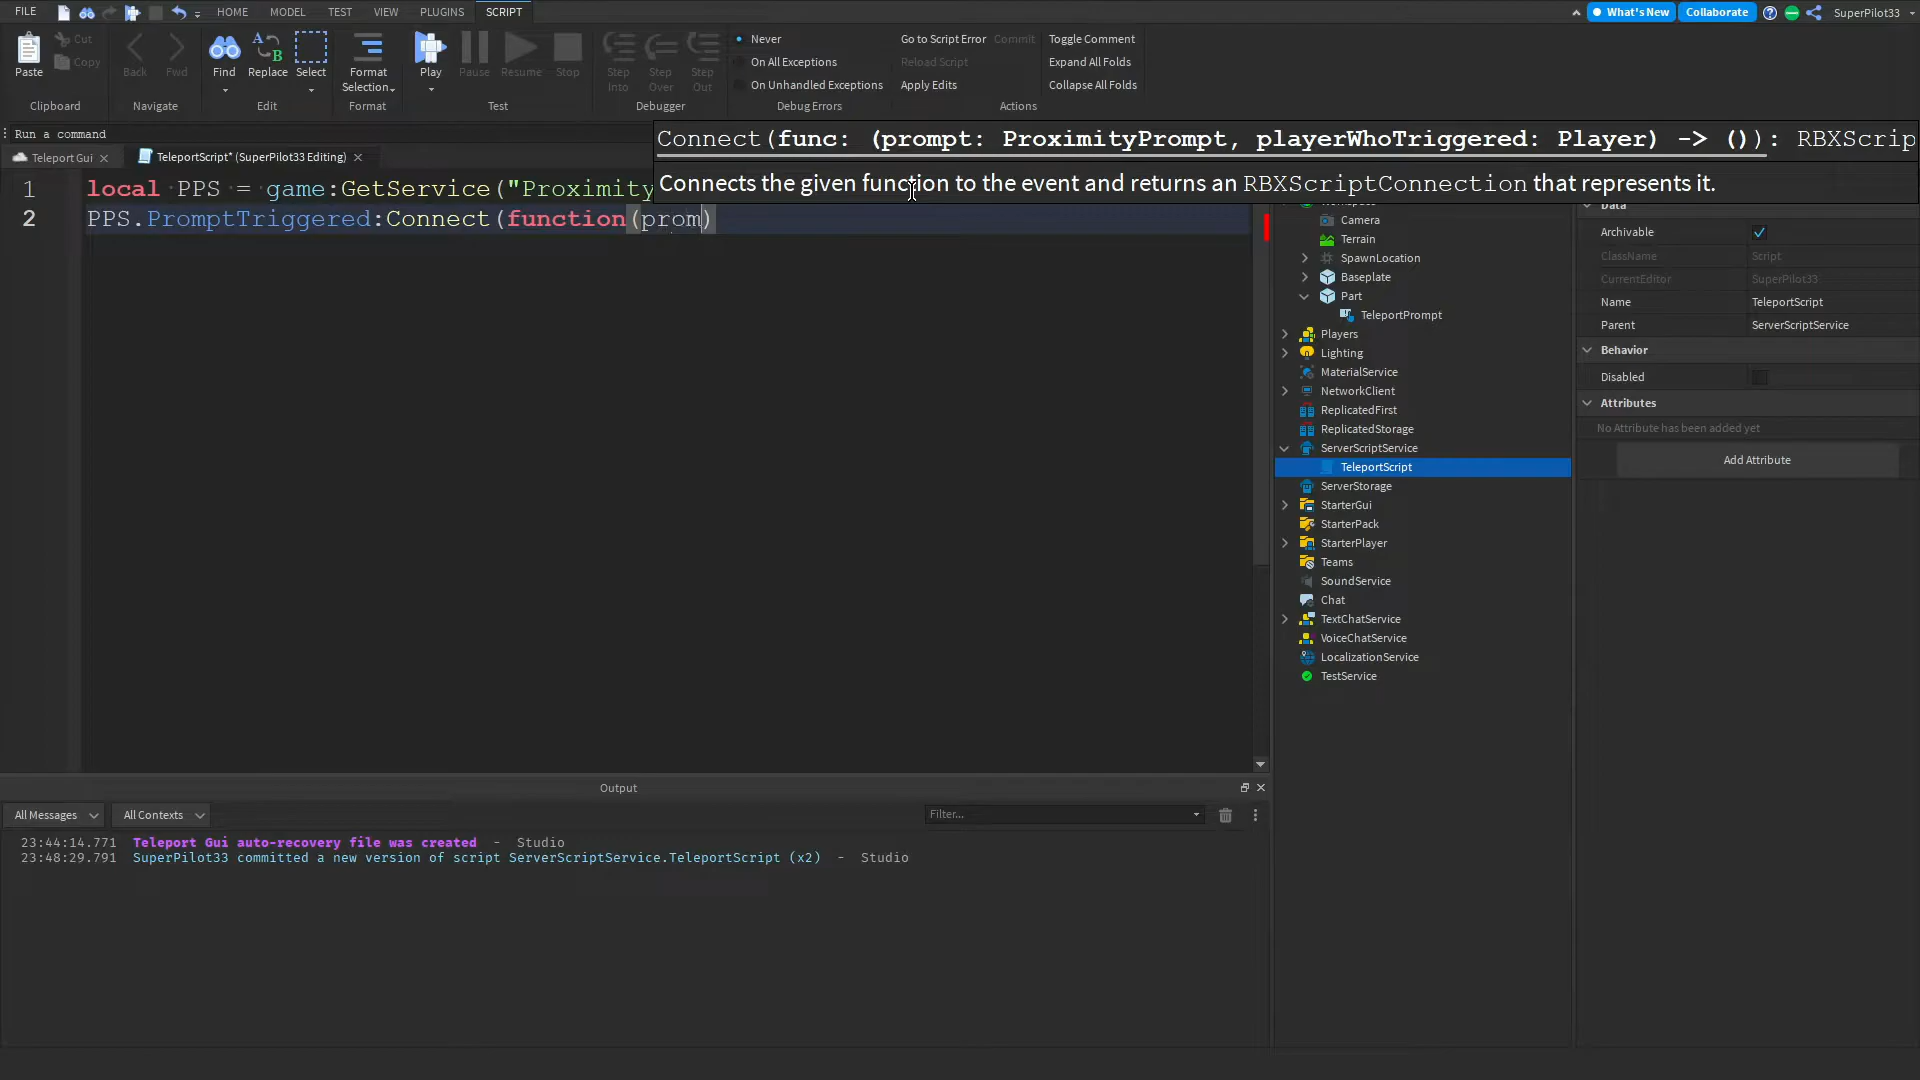 FILE HOME MODEL TEST VIEW PLUGINS SCRIPT What's New Collaborate SuperPilot33
Paste Cut Copy
Clipboard
Back Fwd
Navigate
Find Replace Select
Edit
Format Selection
Format
Play Pause Resume Stop
Test
Step Into Step Over Step Out
Debugger
Never
On All Exceptions
On Unhandled Exceptions
Debug Errors
Go to Script Error Commit
Reload Script
Apply Edits
Toggle Comment
Expand All Folds
Collapse All Folds
Actions
Run a command
Teleport Gui TeleportScript* (SuperPilot33 Editing)
Connect(func: (prompt: ProximityPrompt, playerWhoTriggered: Player) -> ()): RBXScrip
Connects the given function to the event and returns an RBXScriptConnection that represents it.
1 local PPS = game:GetService("Proximity
2 PPS.PromptTriggered:Connect(function(prom)
Camera
Terrain
SpawnLocation
Baseplate
Part
TeleportPrompt
Players
Lighting
MaterialService
NetworkClient
ReplicatedFirst
ReplicatedStorage
ServerScriptService
TeleportScript
ServerStorage
StarterGui
StarterPack
StarterPlayer
Teams
SoundService
Chat
TextChatService
VoiceChatService
LocalizationService
TestService
Data
Archivable
ClassName Script
CurrentEditor SuperPilot33
Name TeleportScript
Parent ServerScriptService
Behavior
Disabled
Attributes
No Attribute has been added yet
Add Attribute
Output
All Messages All Contexts Filter...
23:44:14.771 Teleport Gui auto-recovery file was created - Studio
23:48:29.791 SuperPilot33 committed a new version of script ServerScriptService.TeleportScript (x2) - Studio